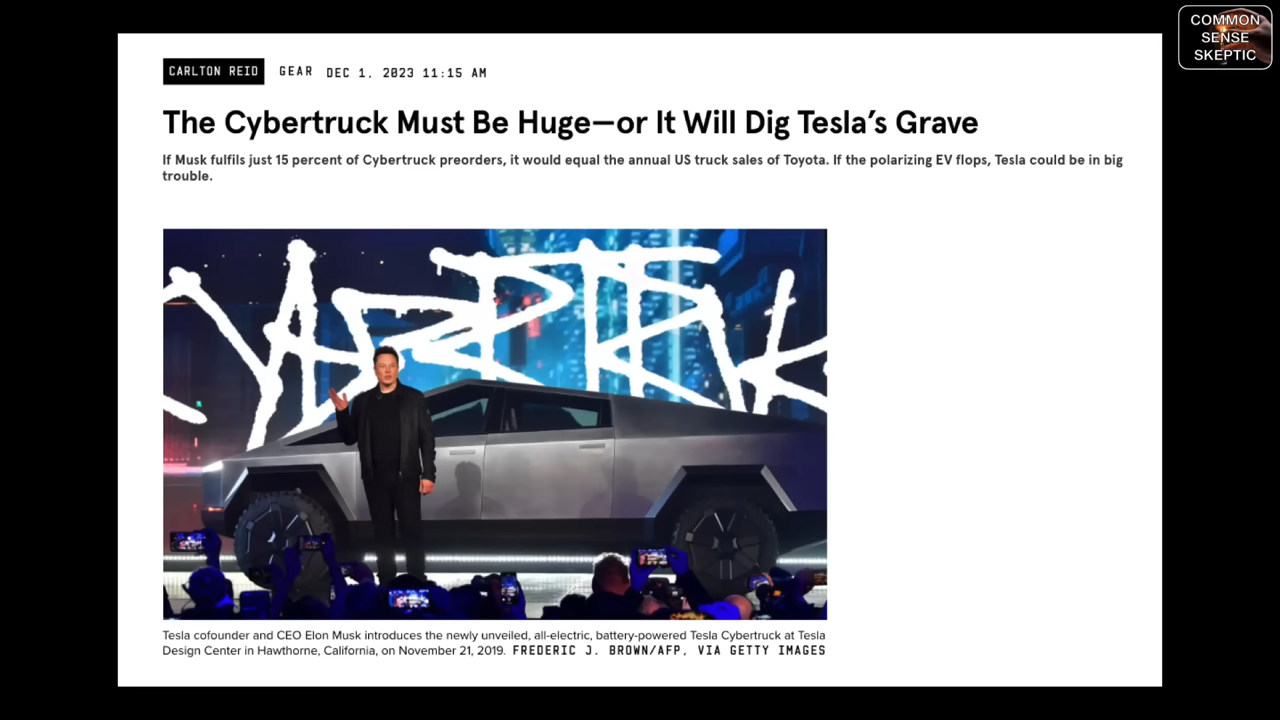 COMMON
SENSE
SKEPTIC
CARLTON REID GEAR DEC 1, 2023 11:15 AM
The Cybertruck Must Be Huge—or It Will Dig Tesla’s Grave
If Musk fulfils just 15 percent of Cybertruck preorders, it would equal the annual US truck sales of Toyota. If the polarizing EV flops, Tesla could be in big
trouble.
Tesla cofounder and CEO Elon Musk introduces the newly unveiled, all-electric, battery-powered Tesla Cybertruck at Tesla
Design Center in Hawthorne, California, on November 21, 2019. FREDERIC J. BROWN/AFP, VIA GETTY IMAGES